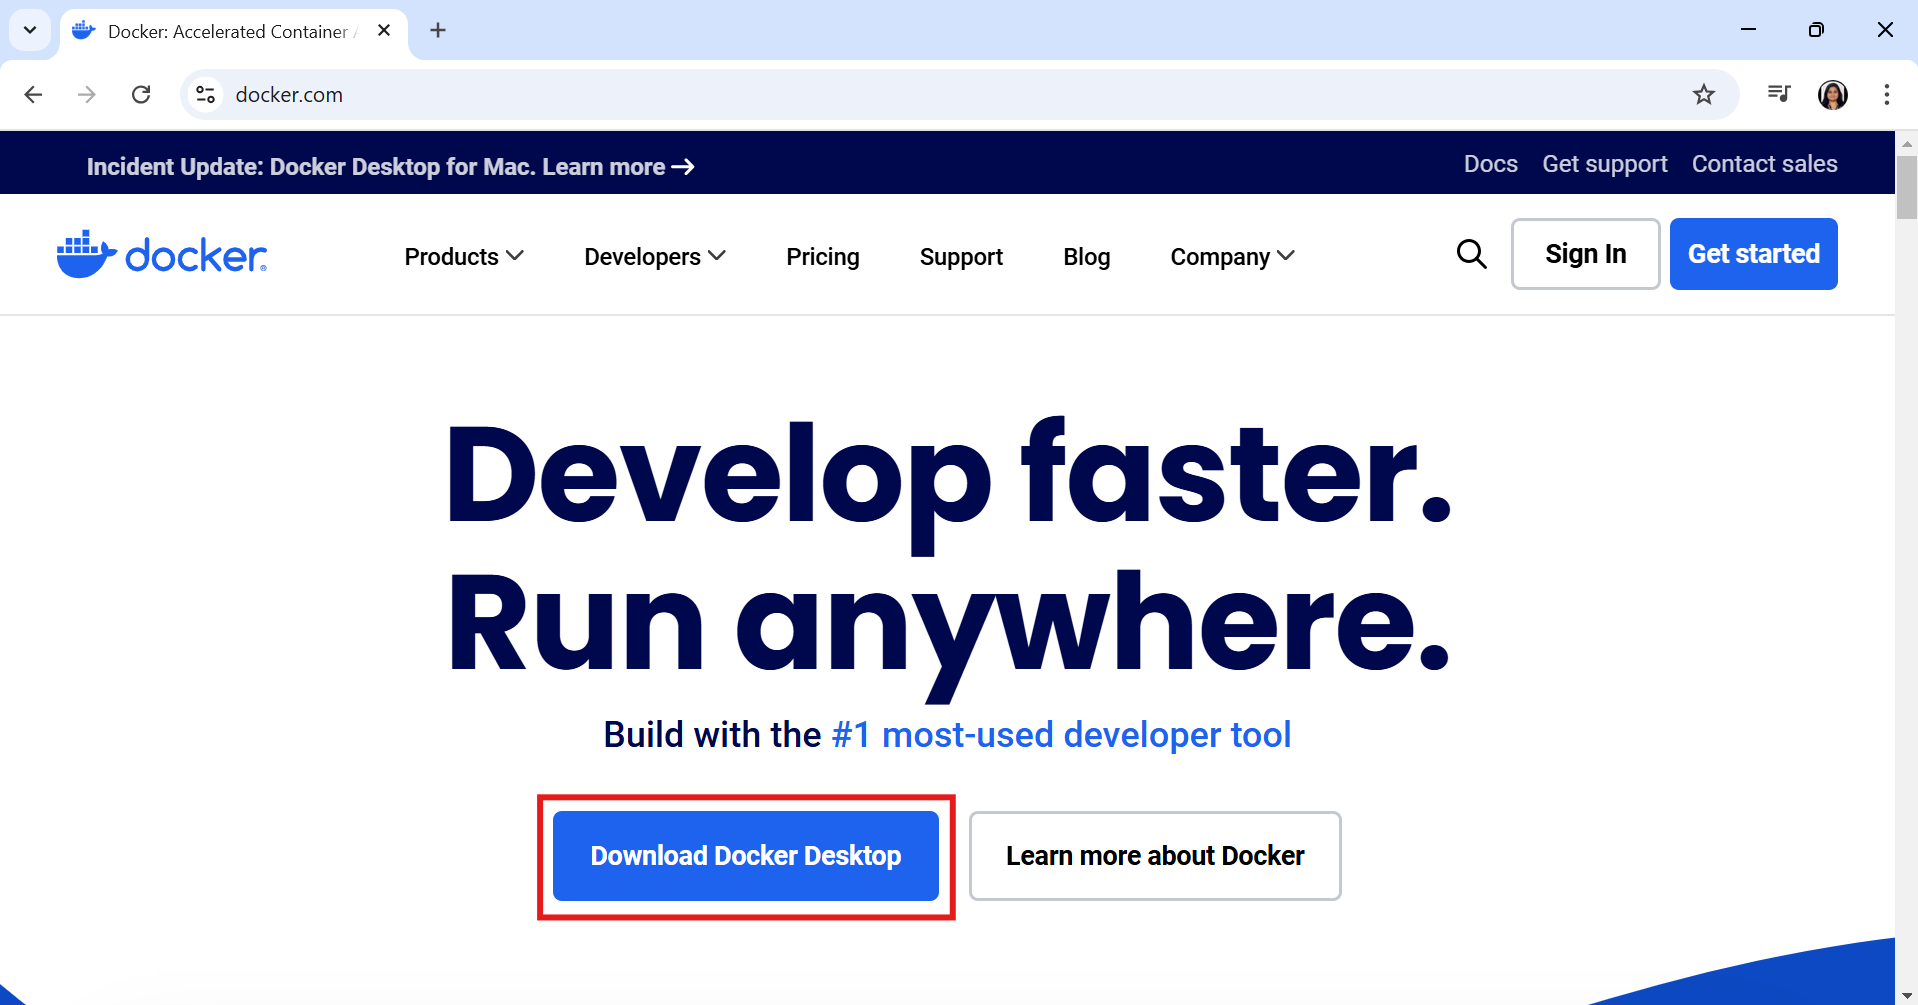 Docker: Accelerated Container
docker.com
Incident Update: Docker Desktop for Mac. Learn more →
Docs Get support Contact sales
docker
Products Developers Pricing Support Blog Company
Sign In Get started
Develop faster.
Run anywhere.
Build with the #1 most-used developer tool
Download Docker Desktop Learn more about Docker